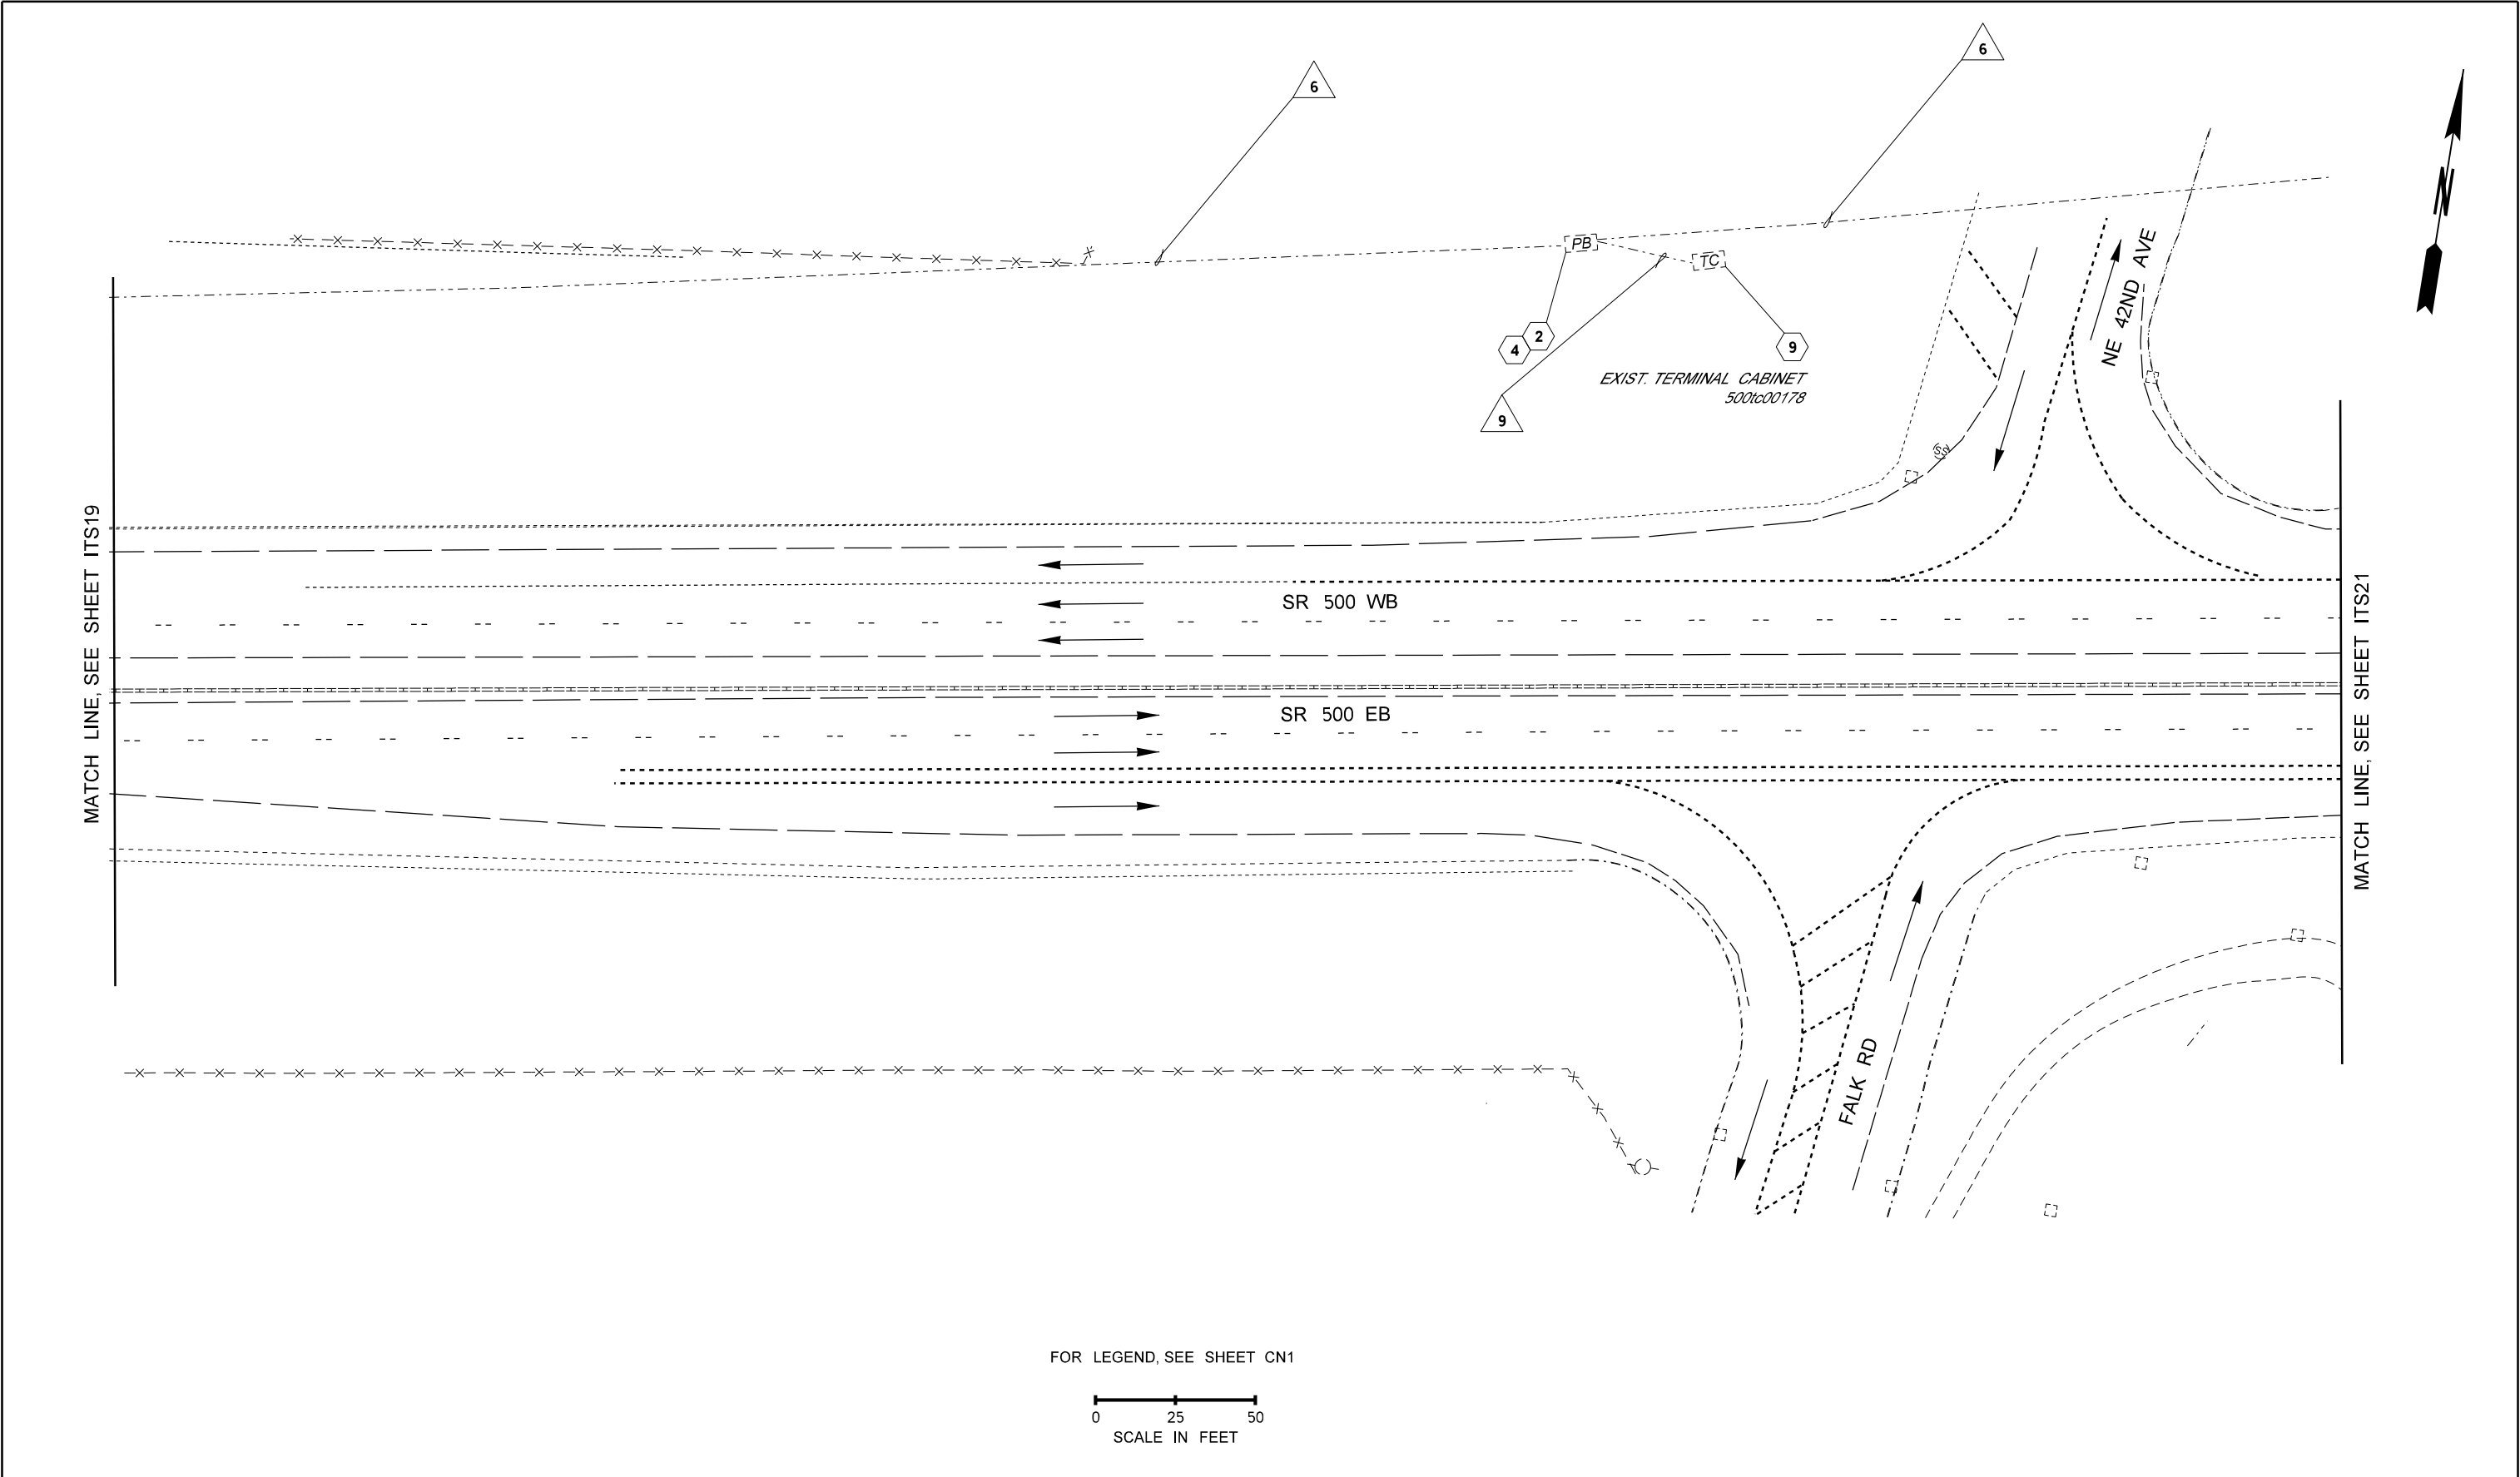 6
6
N
PB
TC
2
4
9
EXIST. TERMINAL CABINET
500tc00178
9
NE 42ND AVE
SS
MATCH LINE, SEE SHEET ITS19
SR 500 WB
MATCH LINE, SEE SHEET ITS21
SR 500 EB
FALK RD
FOR LEGEND, SEE SHEET CN1
0 25 50
SCALE IN FEET